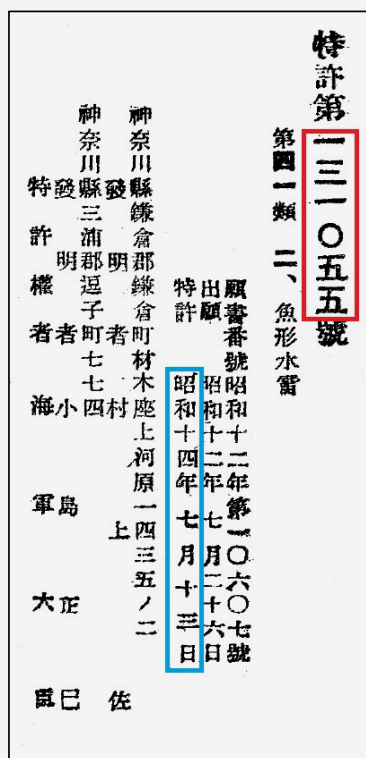 特許第一三一〇五五號
第四一類 二、魚形水雷
願書番號昭和十二年第一〇六〇七號
出願 昭和十二年七月二十六日
特許 昭和十四年七月十三日
神奈川縣鎌倉郡鎌倉町材木座上河原一四三五ノ二
發明者 村上佐
神奈川縣三浦郡逗子町七七四
發明者 小島正巳
特許權者 海軍大臣